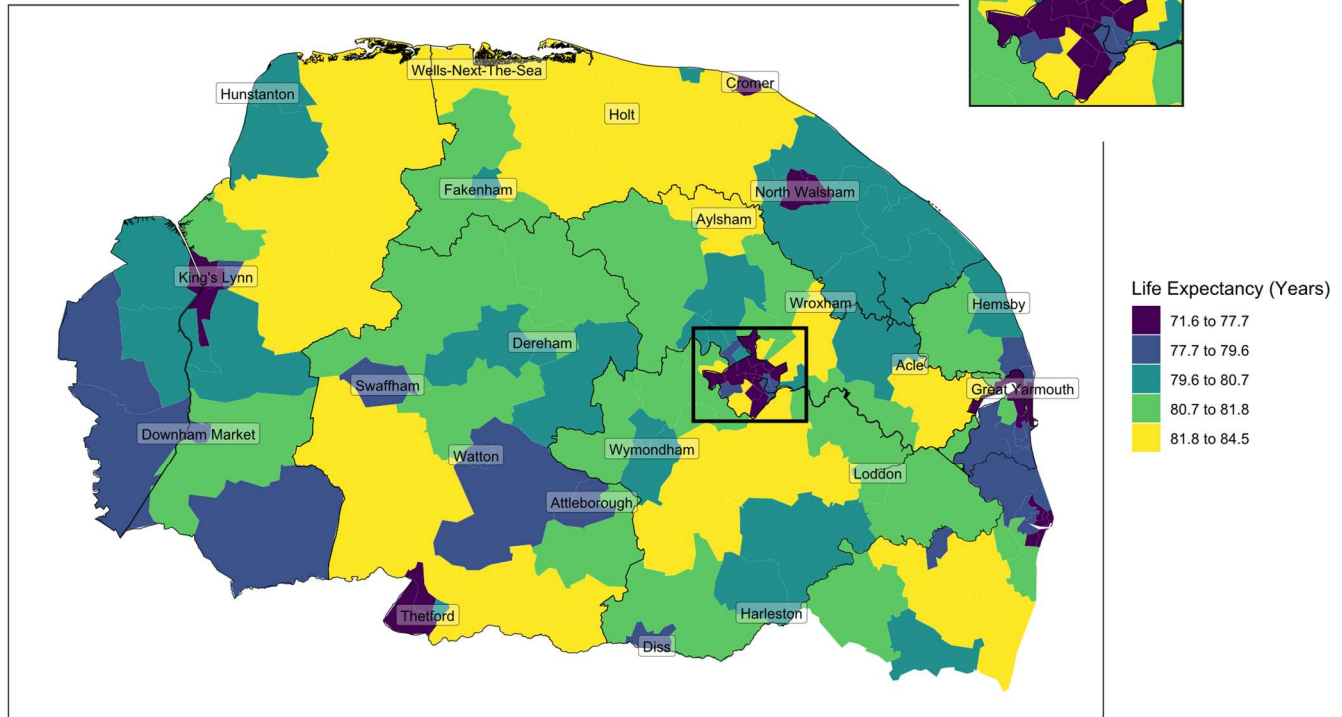 Wells-Next-The-Sea
Hunstanton
Cromer
Holt
Fakenham
North Walsham
Aylsham
King's Lynn
Wroxham
Hemsby
Dereham
Acle
Swaffham
Great Yarmouth
Downham Market
Watton
Wymondham
Loddon
Attleborough
Thetford
Harleston
Diss
Life Expectancy (Years)
71.6 to 77.7
77.7 to 79.6
79.6 to 80.7
80.7 to 81.8
81.8 to 84.5